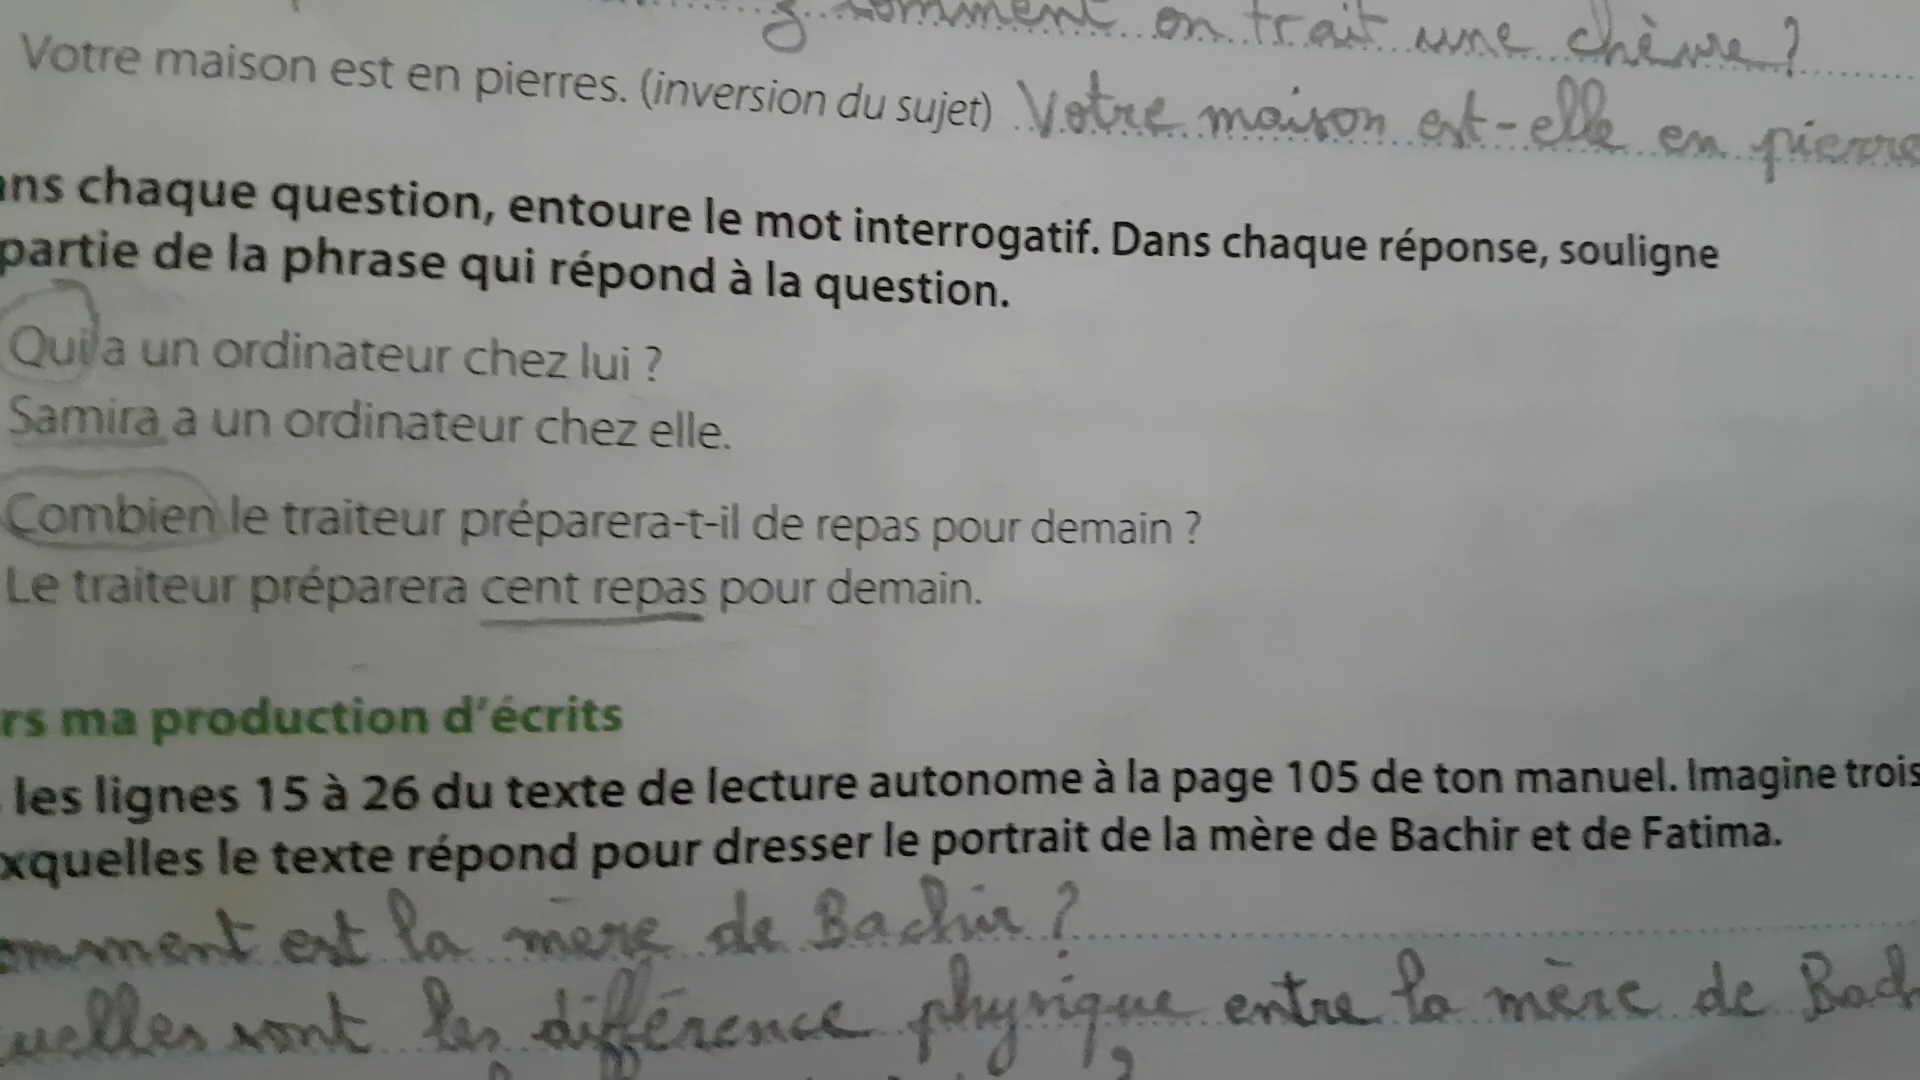 comment on trait une chèvre ?
Votre maison est en pierres. (inversion du sujet) Votre maison est-elle en pierre
ans chaque question, entoure le mot interrogatif. Dans chaque réponse, souligne
partie de la phrase qui répond à la question.
Qui a un ordinateur chez lui ?
Samira a un ordinateur chez elle.
Combien le traiteur préparera-t-il de repas pour demain ?
Le traiteur préparera cent repas pour demain.
rs ma production d'écrits
les lignes 15 à 26 du texte de lecture autonome à la page 105 de ton manuel. Imagine trois
xquelles le texte répond pour dresser le portrait de la mère de Bachir et de Fatima.
omment est la mère de Bachir ?
uelles sont les différence physique entre la mère de Bach